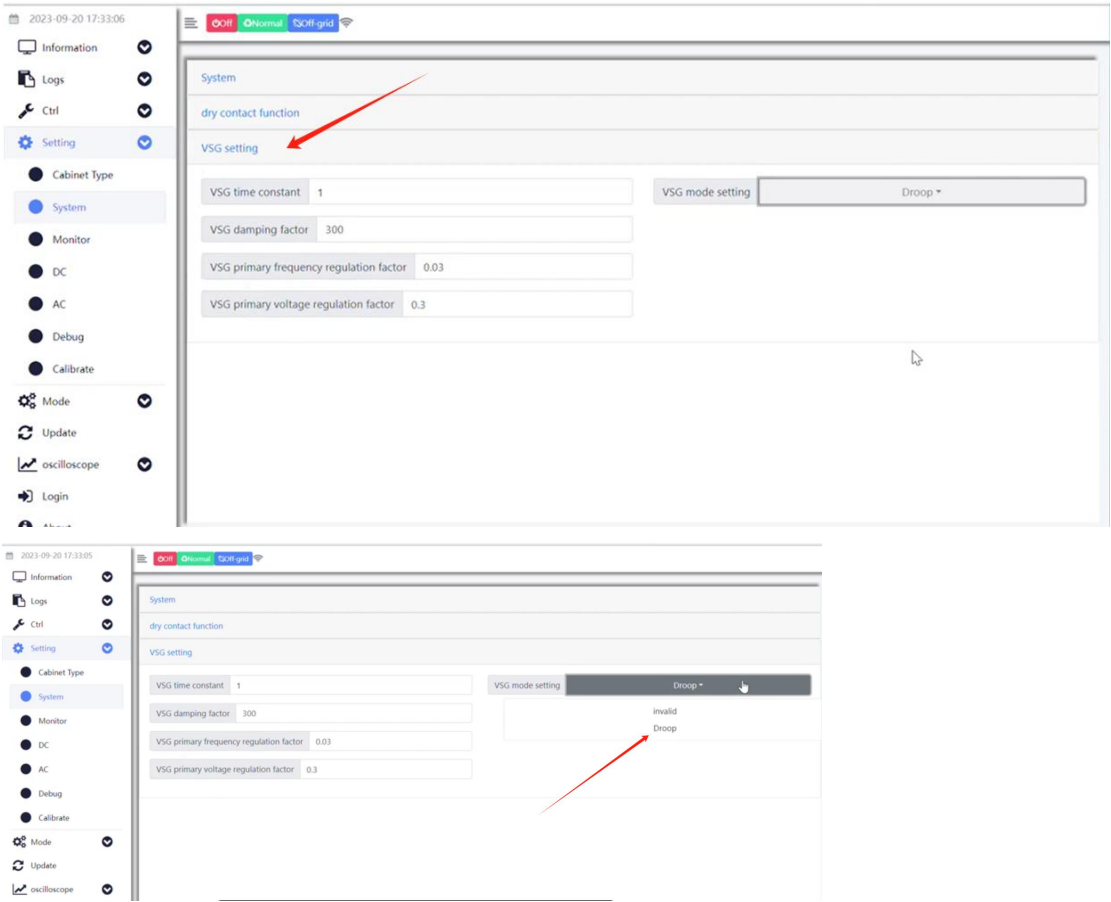 2023-09-20 17:33:06
Off Normal Off-grid
Information
Logs
Ctrl
Setting
Cabinet Type
System
Monitor
DC
AC
Debug
Calibrate
Mode
Update
oscilloscope
Login
About
System
dry contact function
VSG setting
VSG time constant 1
VSG mode setting Droop
VSG damping factor 300
VSG primary frequency regulation factor 0.03
VSG primary voltage regulation factor 0.3
2023-09-20 17:33:05
Off Normal Off-grid
Information
Logs
Ctrl
Setting
Cabinet Type
System
Monitor
DC
AC
Debug
Calibrate
Mode
Update
oscilloscope
System
dry contact function
VSG setting
VSG time constant 1
VSG mode setting Droop
invalid
Droop
VSG damping factor 300
VSG primary frequency regulation factor 0.03
VSG primary voltage regulation factor 0.3